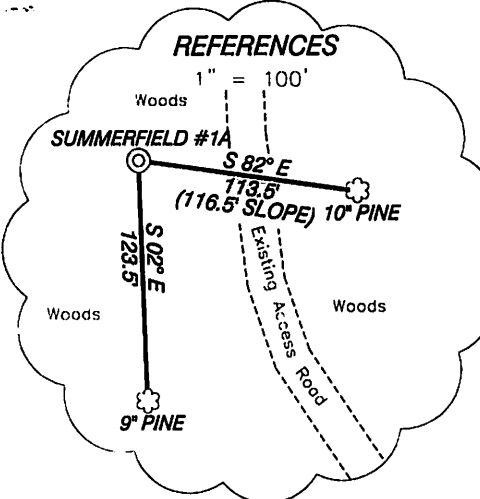 REFERENCES
1" = 100'
Woods
SUMMERFIELD #1A
S 82° E
113.5'
(116.5' SLOPE)
10" PINE
S 02° E
123.5'
Existing Access Road
Woods
Woods
9" PINE